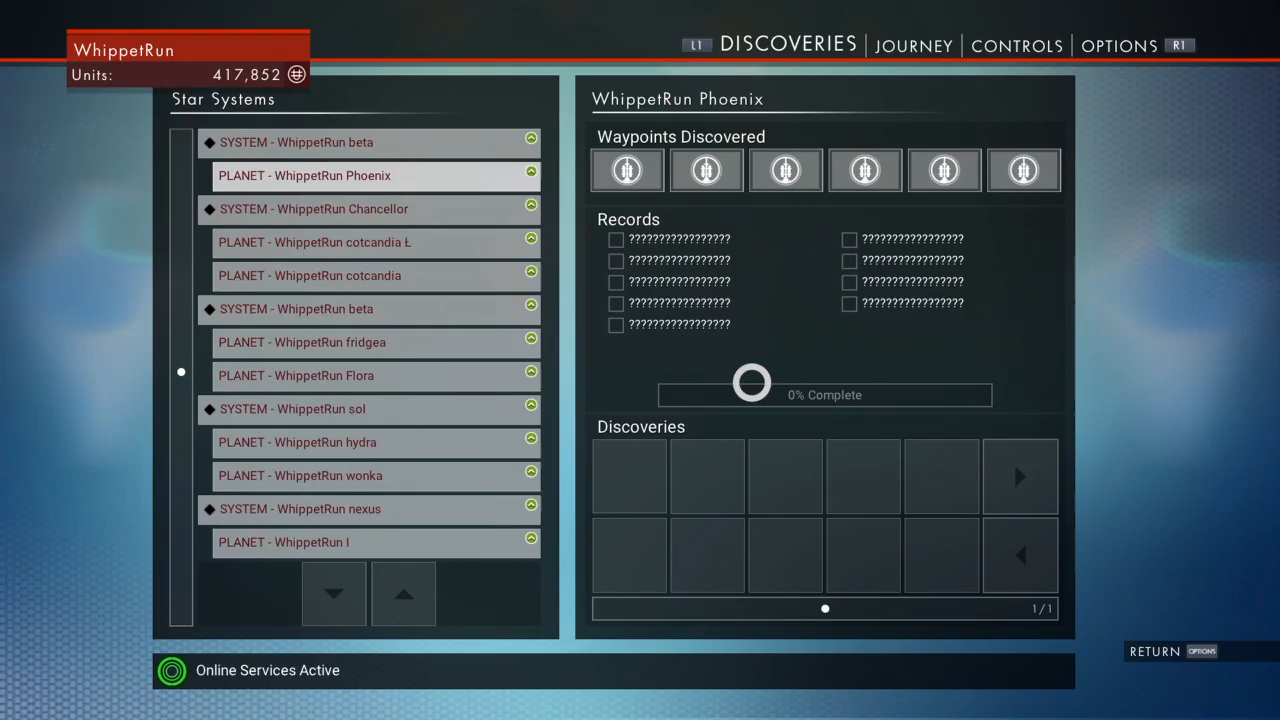 WhippetRun
Units: 417,852
L1 DISCOVERIES JOURNEY CONTROLS OPTIONS R1
Star Systems
SYSTEM - WhippetRun beta
PLANET - WhippetRun Phoenix
SYSTEM - WhippetRun Chancellor
PLANET - WhippetRun cotcandia Ł
PLANET - WhippetRun cotcandia
SYSTEM - WhippetRun beta
PLANET - WhippetRun fridgea
PLANET - WhippetRun Flora
SYSTEM - WhippetRun sol
PLANET - WhippetRun hydra
PLANET - WhippetRun wonka
SYSTEM - WhippetRun nexus
PLANET - WhippetRun I
WhippetRun Phoenix
Waypoints Discovered
Records
????????????????? ?????????????????
????????????????? ?????????????????
????????????????? ?????????????????
????????????????? ?????????????????
?????????????????
0% Complete
Discoveries
1/1
RETURN OPTIONS
Online Services Active